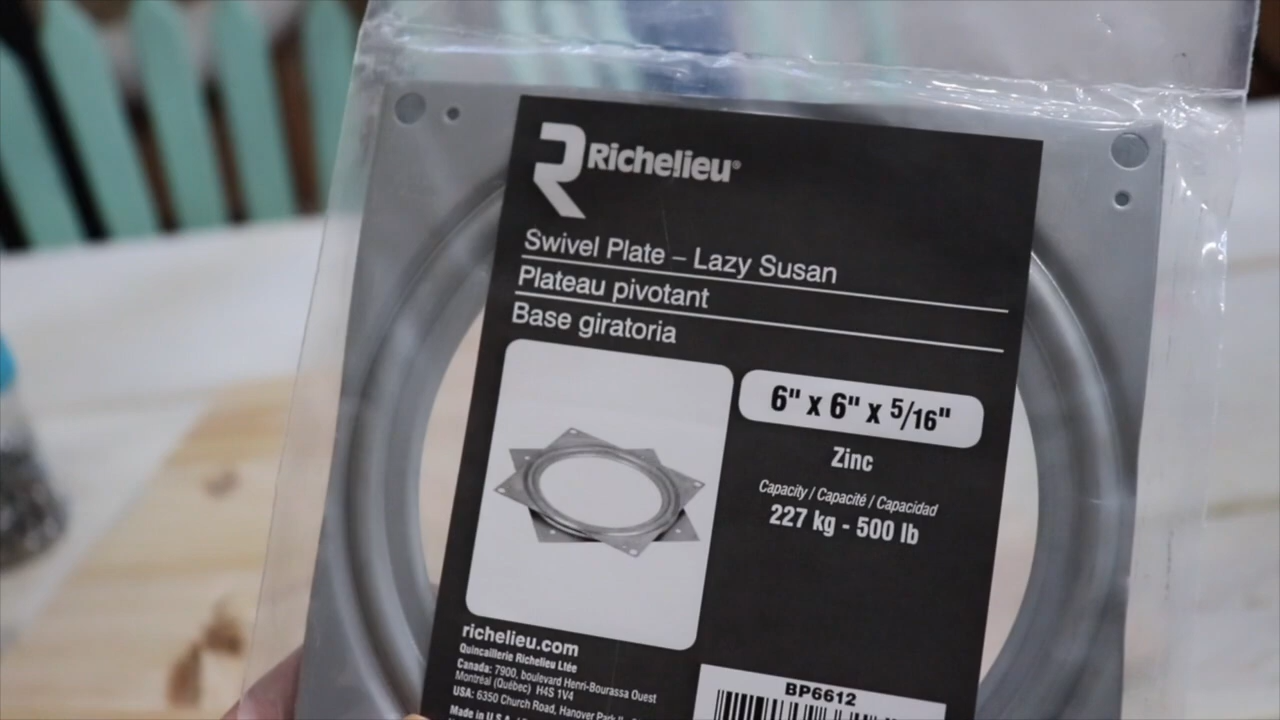 Richelieu®
Swivel Plate – Lazy Susan
Plateau pivotant
Base giratoria
6" x 6" x 5/16"
Zinc
Capacity / Capacité / Capacidad
227 kg - 500 lb
richelieu.com
Quincaillerie Richelieu Ltée
Canada: 7900, boulevard Henri-Bourassa Ouest
Montréal (Québec) H4S 1V4
USA: 6350 Church Road, Hanover Park
Made in U.S.A.
BP6612